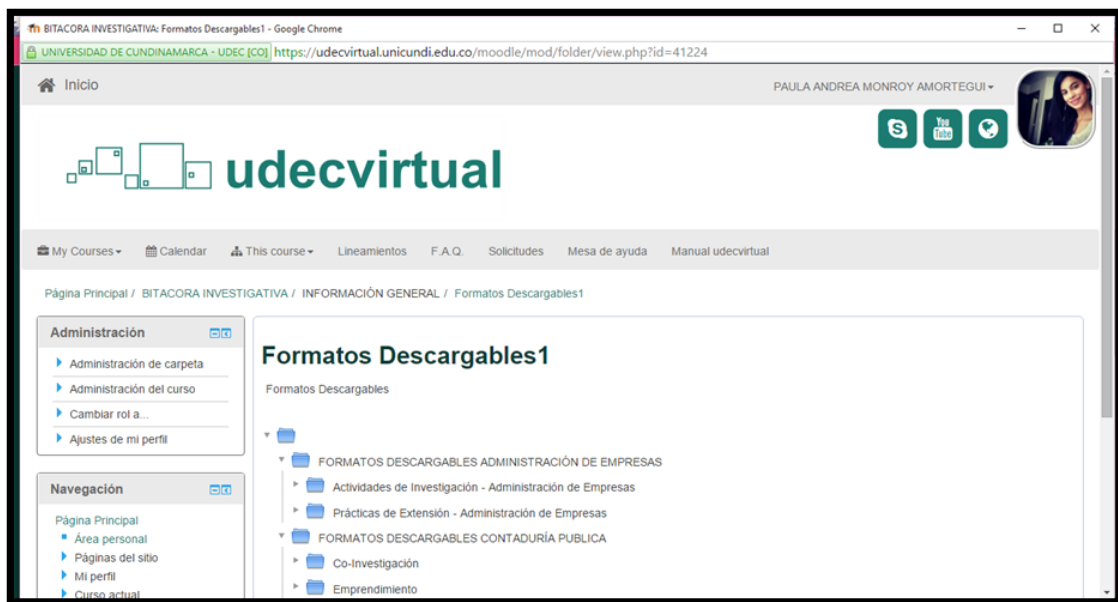 BITACORA INVESTIGATIVA: Formatos Descargables1 - Google Chrome
UNIVERSIDAD DE CUNDINAMARCA - UDEC [CO] https://udecvirtual.unicundi.edu.co/moodle/mod/folder/view.php?id=41224
Inicio PAULA ANDREA MONROY AMORTEGUI
You Tube
udecvirtual
My Courses Calendar This course Lineamientos F.A.Q. Solicitudes Mesa de ayuda Manual udecvirtual
Página Principal / BITACORA INVESTIGATIVA / INFORMACIÓN GENERAL / Formatos Descargables1
Administración
Administración de carpeta
Administración del curso
Cambiar rol a...
Ajustes de mi perfil
Navegación
Página Principal
Área personal
Páginas del sitio
Mi perfil
Curso actual
Formatos Descargables1
Formatos Descargables
FORMATOS DESCARGABLES ADMINISTRACIÓN DE EMPRESAS
Actividades de Investigación - Administración de Empresas
Prácticas de Extensión - Administración de Empresas
FORMATOS DESCARGABLES CONTADURÍA PUBLICA
Co-Investigación
Emprendimiento